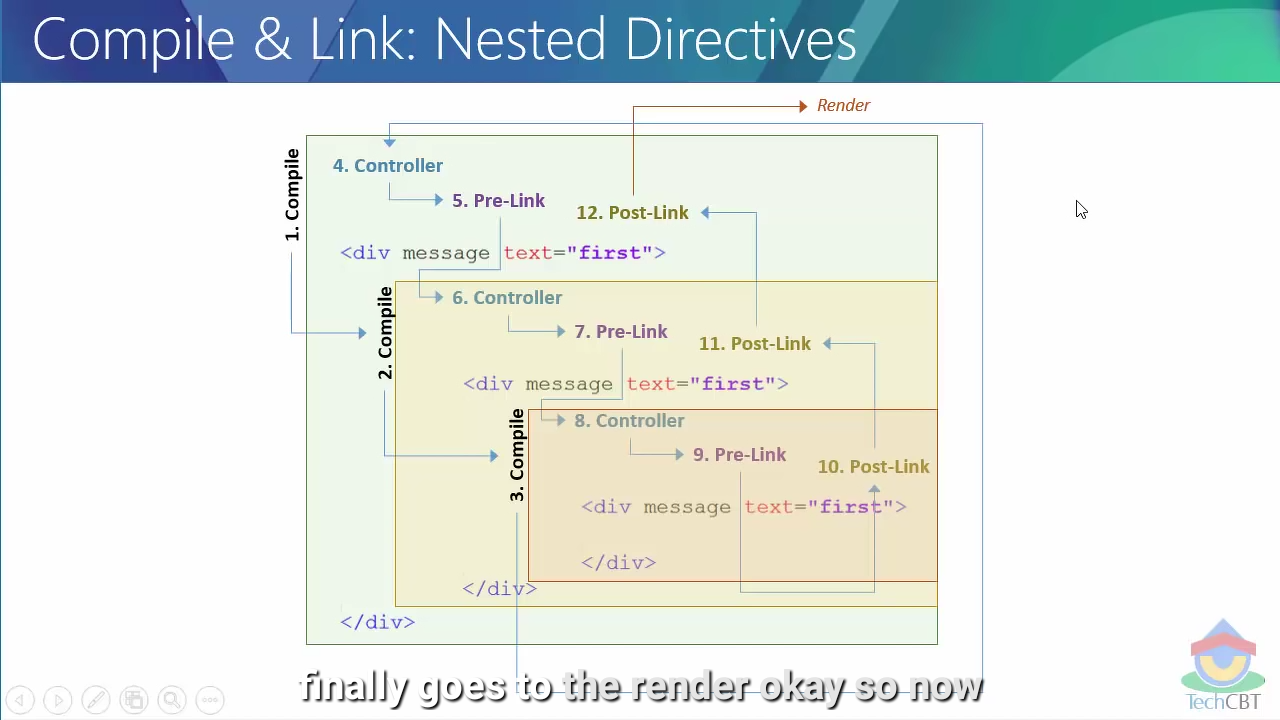 Compile & Link: Nested Directives
Render
1. Compile
4. Controller
5. Pre-Link
12. Post-Link
<div message text="first">
2. Compile
6. Controller
7. Pre-Link
11. Post-Link
<div message text="first">
3. Compile
8. Controller
9. Pre-Link
10. Post-Link
<div message text="first">
</div>
</div>
</div>
finally goes to the render okay so now
TechCBT